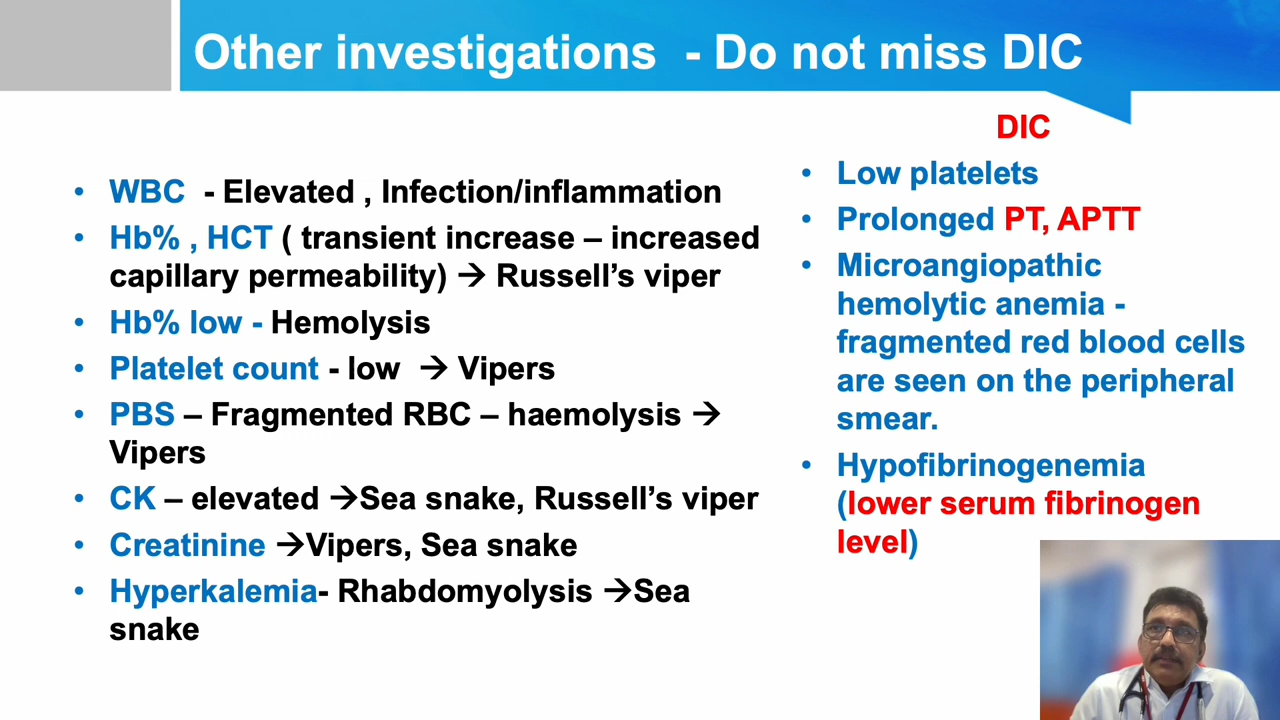 Other investigations - Do not miss DIC
• WBC - Elevated , Infection/inflammation
• Hb% , HCT ( transient increase – increased
capillary permeability) → Russell's viper
• Hb% low - Hemolysis
• Platelet count - low → Vipers
• PBS – Fragmented RBC – haemolysis →
Vipers
• CK – elevated →Sea snake, Russell's viper
• Creatinine →Vipers, Sea snake
• Hyperkalemia- Rhabdomyolysis →Sea
snake
DIC
• Low platelets
• Prolonged PT, APTT
• Microangiopathic
hemolytic anemia -
fragmented red blood cells
are seen on the peripheral
smear.
• Hypofibrinogenemia
(lower serum fibrinogen
level)